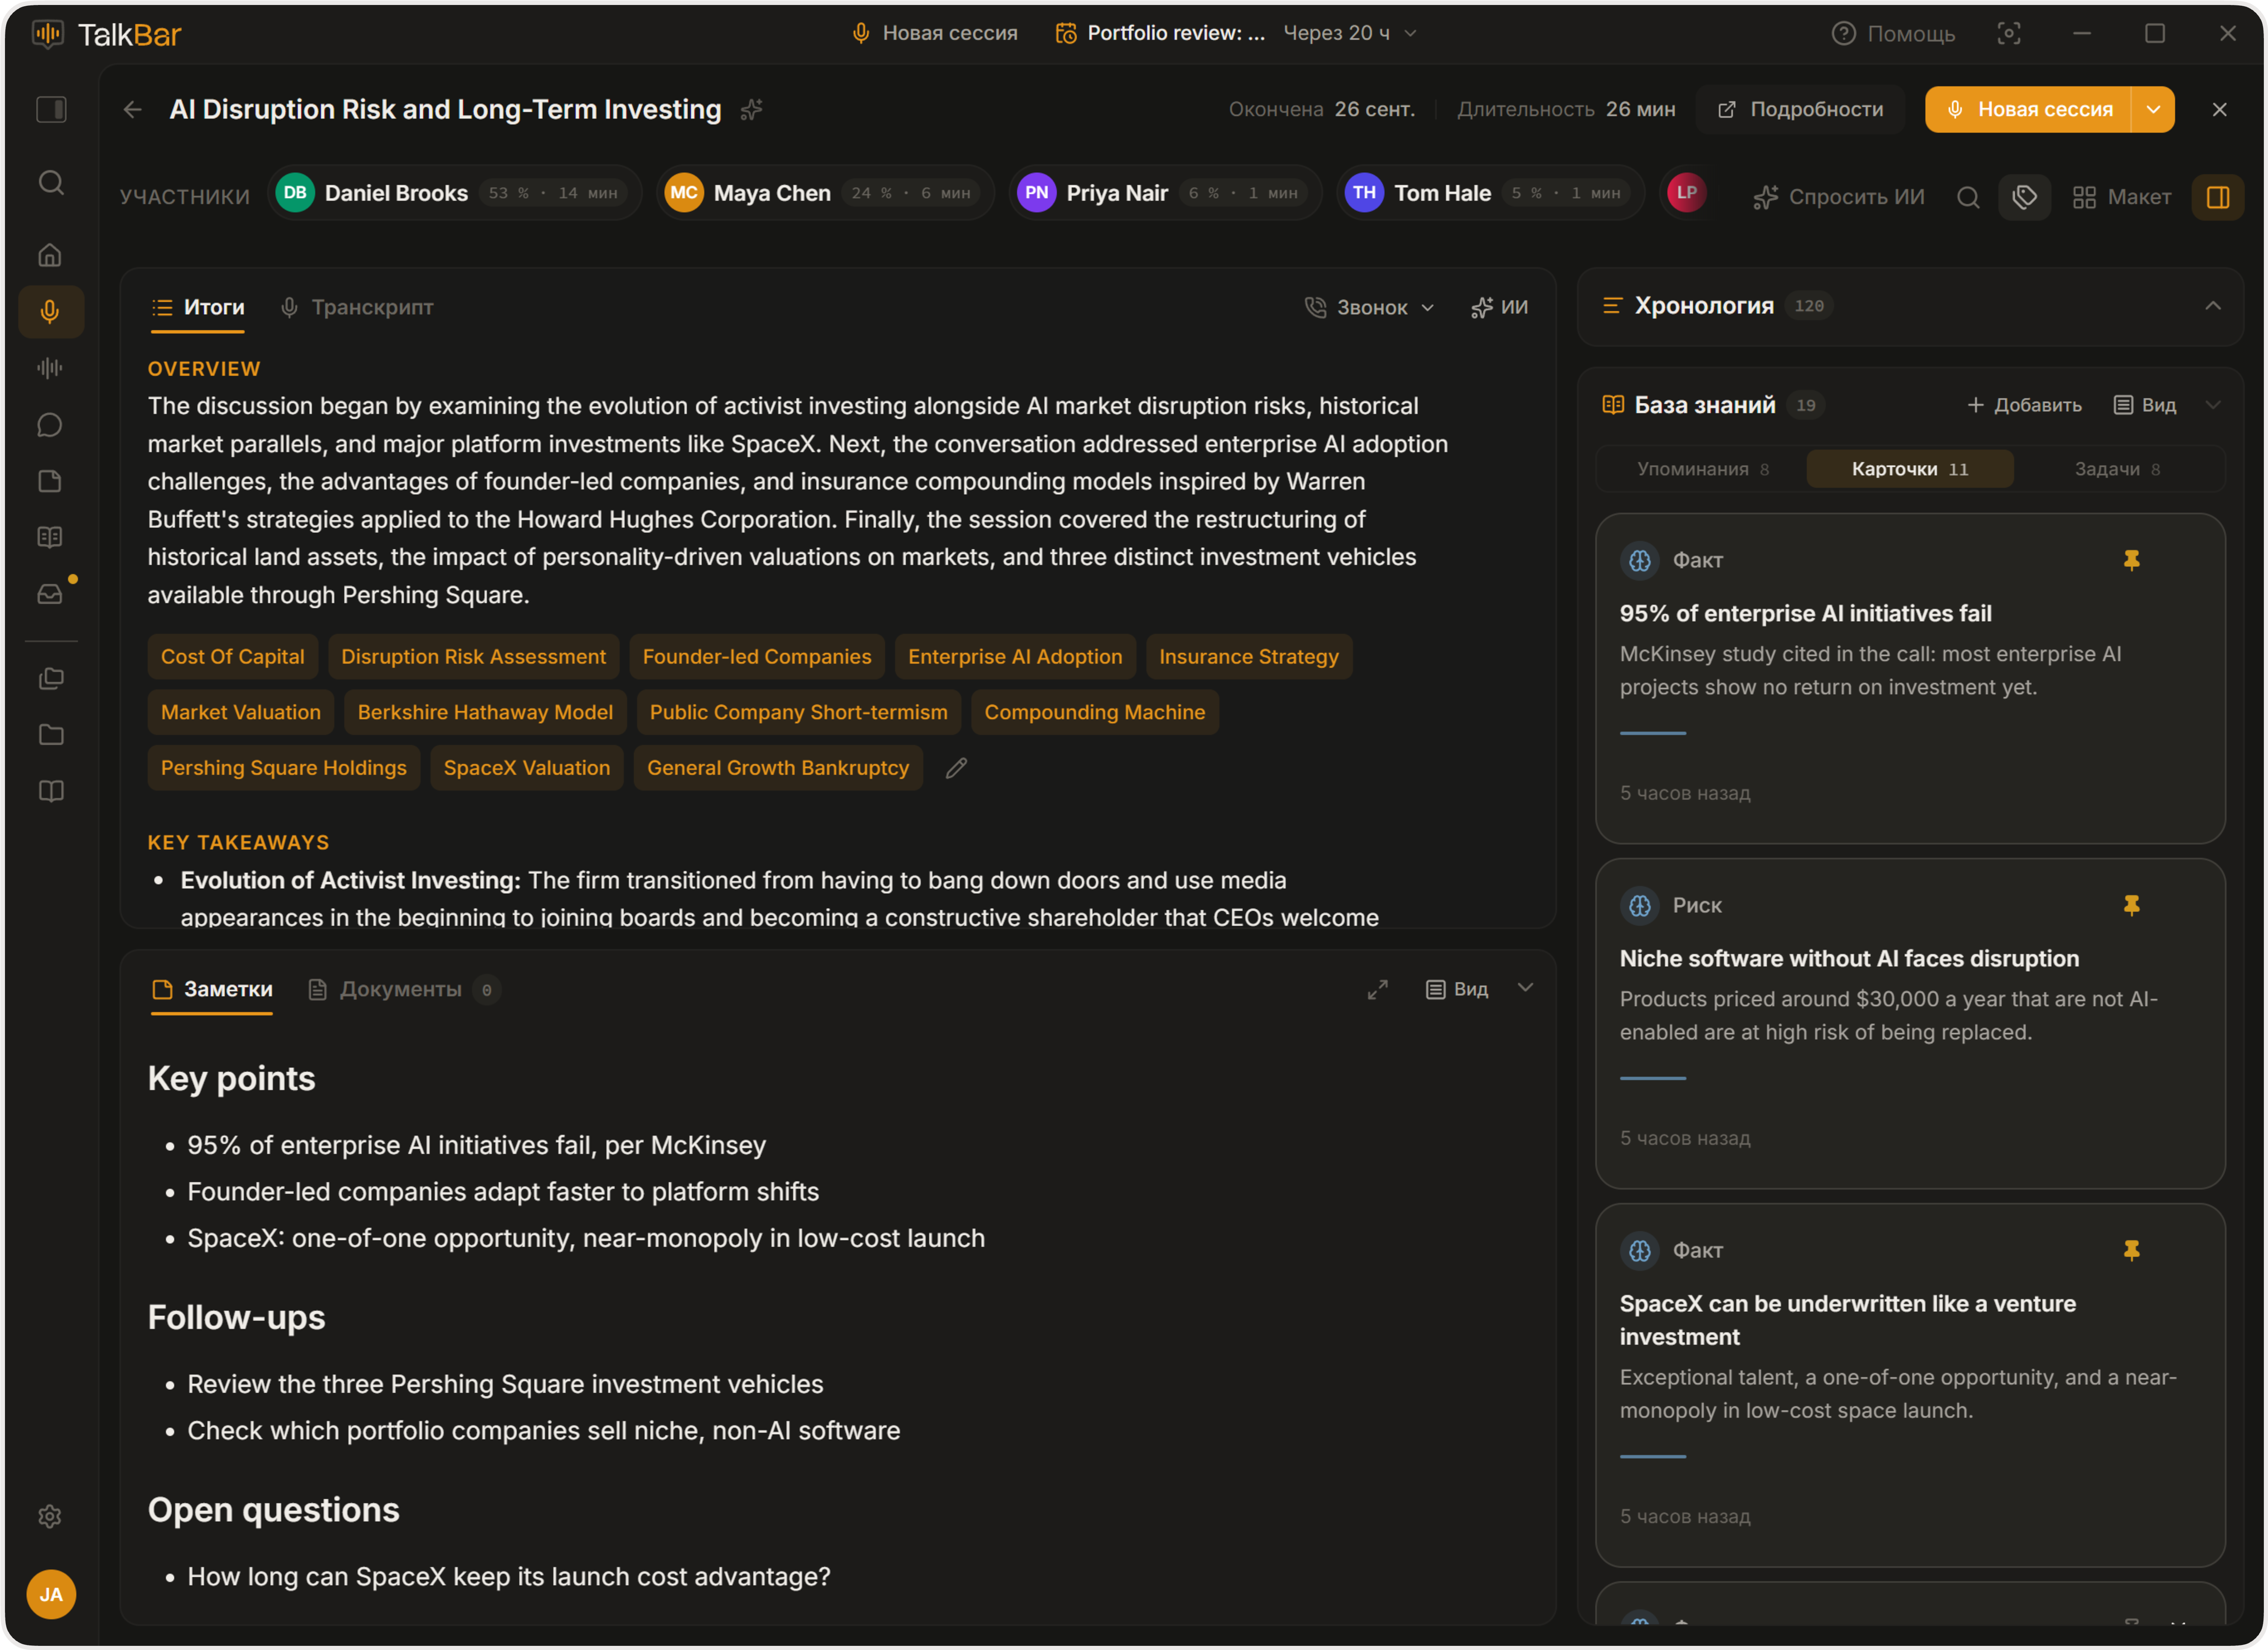 TalkBar
Новая сессия
Portfolio review: ... Через 20 ч
Помощь
AI Disruption Risk and Long-Term Investing
Окончена 26 сент.
Длительность 26 мин
Подробности
Новая сессия
УЧАСТНИКИ
DB Daniel Brooks 53 % · 14 мин
MC Maya Chen 24 % · 6 мин
PN Priya Nair 6 % · 1 мин
TH Tom Hale 5 % · 1 мин
LP
Спросить ИИ
Макет
Итоги
Транскрипт
Звонок
ИИ
OVERVIEW
The discussion began by examining the evolution of activist investing alongside AI market disruption risks, historical
market parallels, and major platform investments like SpaceX. Next, the conversation addressed enterprise AI adoption
challenges, the advantages of founder-led companies, and insurance compounding models inspired by Warren
Buffett's strategies applied to the Howard Hughes Corporation. Finally, the session covered the restructuring of
historical land assets, the impact of personality-driven valuations on markets, and three distinct investment vehicles
available through Pershing Square.
Cost Of Capital
Disruption Risk Assessment
Founder-led Companies
Enterprise AI Adoption
Insurance Strategy
Market Valuation
Berkshire Hathaway Model
Public Company Short-termism
Compounding Machine
Pershing Square Holdings
SpaceX Valuation
General Growth Bankruptcy
KEY TAKEAWAYS
• Evolution of Activist Investing: The firm transitioned from having to bang down doors and use media
appearances in the beginning to joining boards and becoming a constructive shareholder that CEOs welcome
Заметки
Документы 0
Вид
Key points
• 95% of enterprise AI initiatives fail, per McKinsey
• Founder-led companies adapt faster to platform shifts
• SpaceX: one-of-one opportunity, near-monopoly in low-cost launch
Follow-ups
• Review the three Pershing Square investment vehicles
• Check which portfolio companies sell niche, non-AI software
Open questions
• How long can SpaceX keep its launch cost advantage?
Хронология 120
База знаний 19
Добавить
Вид
Упоминания 8
Карточки 11
Задачи 8
Факт
95% of enterprise AI initiatives fail
McKinsey study cited in the call: most enterprise AI
projects show no return on investment yet.
5 часов назад
Риск
Niche software without AI faces disruption
Products priced around $30,000 a year that are not AI-
enabled are at high risk of being replaced.
5 часов назад
Факт
SpaceX can be underwritten like a venture
investment
Exceptional talent, a one-of-one opportunity, and a near-
monopoly in low-cost space launch.
5 часов назад
JA